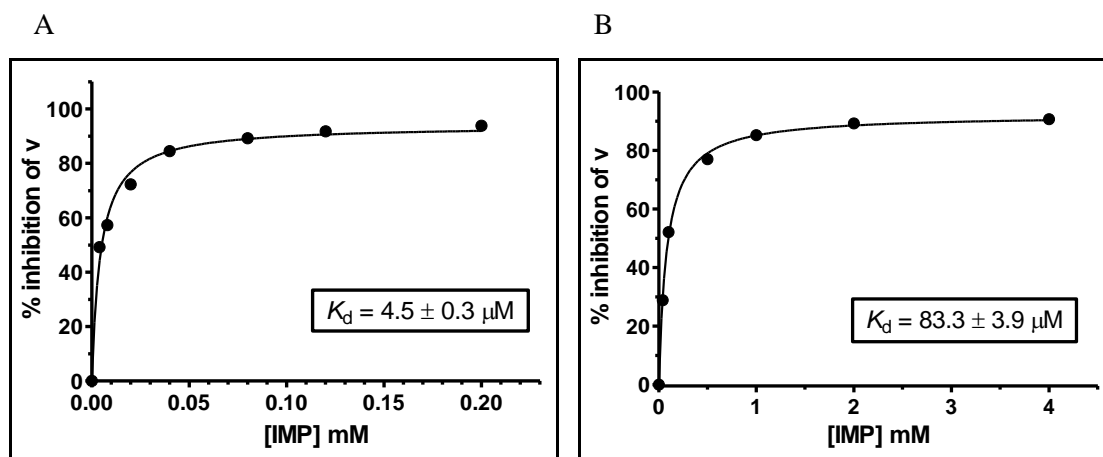 A
% inhibition of v
100
80
60
40
20
0
0.00 0.05 0.10 0.15 0.20
[IMP] mM
Kd = 4.5 ± 0.3 μM
B
% inhibition of v
100
80
60
40
20
0
0 1 2 3 4
[IMP] mM
Kd = 83.3 ± 3.9 μM